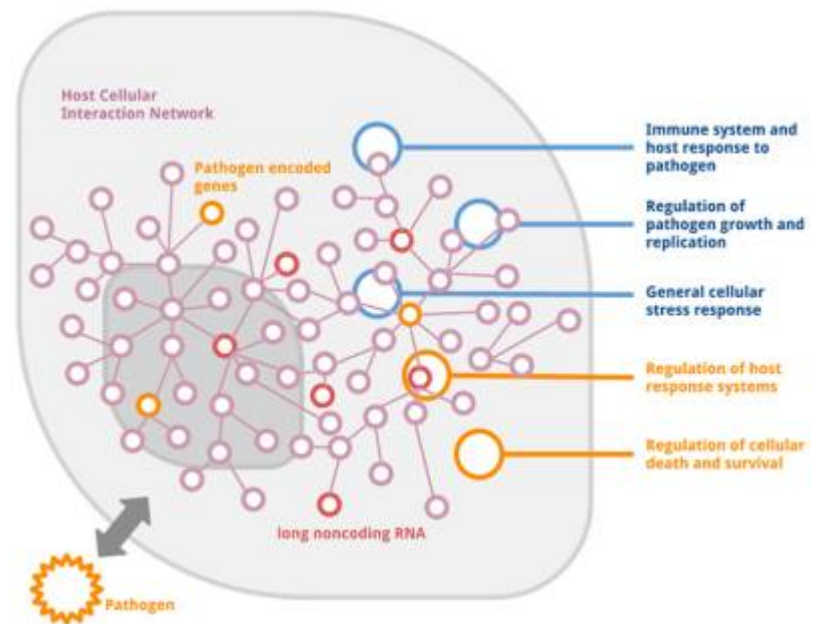 Host Cellular
Interaction Network
Pathogen encoded
genes
Immune system and
host response to
pathogen
Regulation of
pathogen growth and
replication
General cellular
stress response
Regulation of host
response systems
Regulation of cellular
death and survival
long noncoding RNA
Pathogen